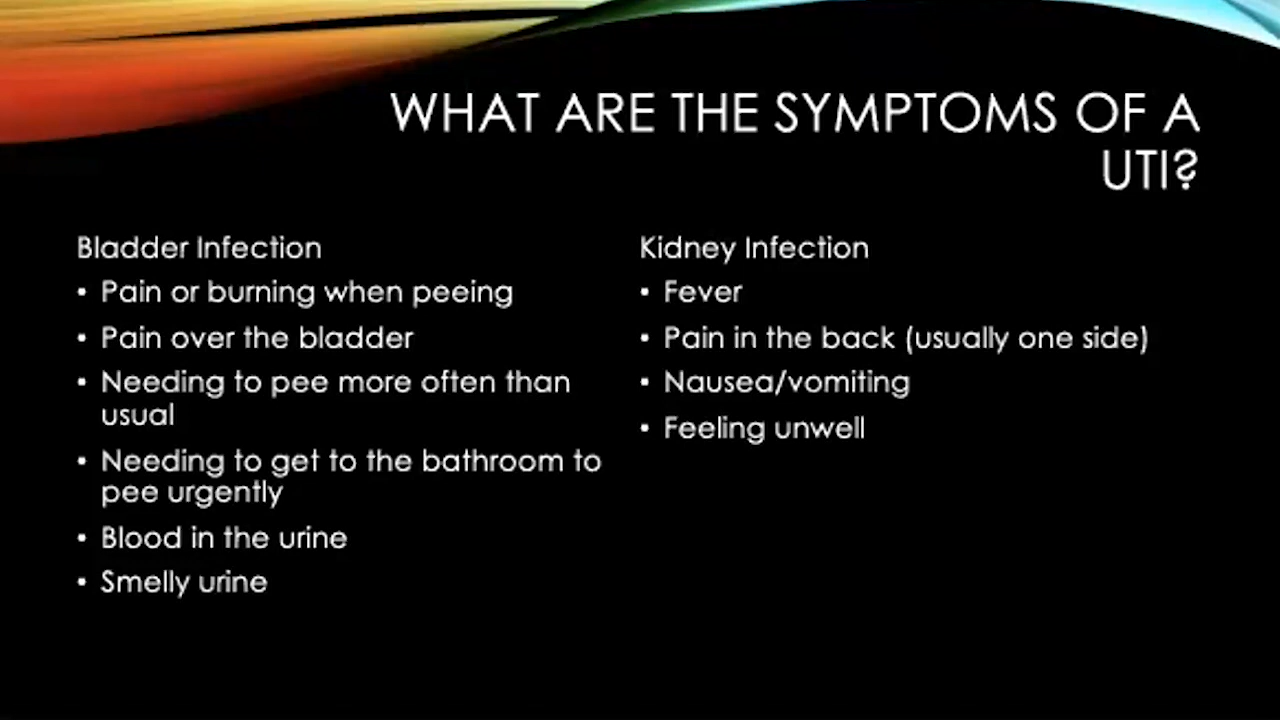 WHAT ARE THE SYMPTOMS OF A
UTI?
Bladder Infection
• Pain or burning when peeing
• Pain over the bladder
• Needing to pee more often than
usual
• Needing to get to the bathroom to
pee urgently
• Blood in the urine
• Smelly urine
Kidney Infection
• Fever
• Pain in the back (usually one side)
• Nausea/vomiting
• Feeling unwell